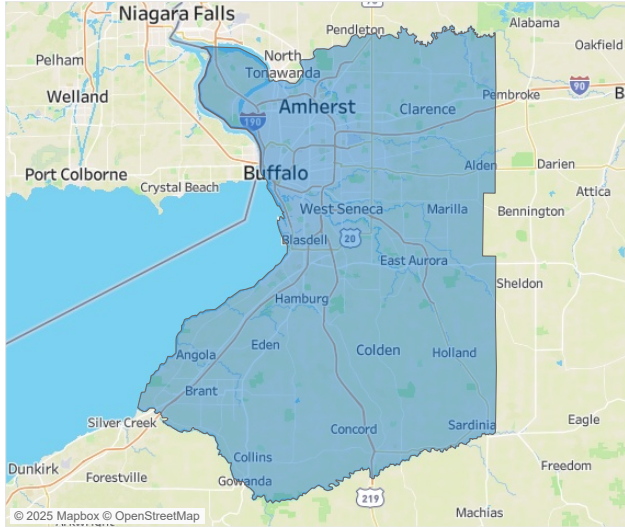 Niagara Falls
Pendleton
Alabama
Oakfield
Pelham
North
Tonawanda
Welland
Amherst
Clarence
Pembroke
90
190
Port Colborne
Buffalo
Alden
Darien
Crystal Beach
Attica
West Seneca
Marilla
Bennington
Blasdell
20
East Aurora
Sheldon
Hamburg
Eden
Angola
Colden
Holland
Brant
Silver Creek
Concord
Sardinia
Eagle
Dunkirk
Forestville
Collins
Gowanda
Freedom
219
Machias
© 2025 Mapbox © OpenStreetMap